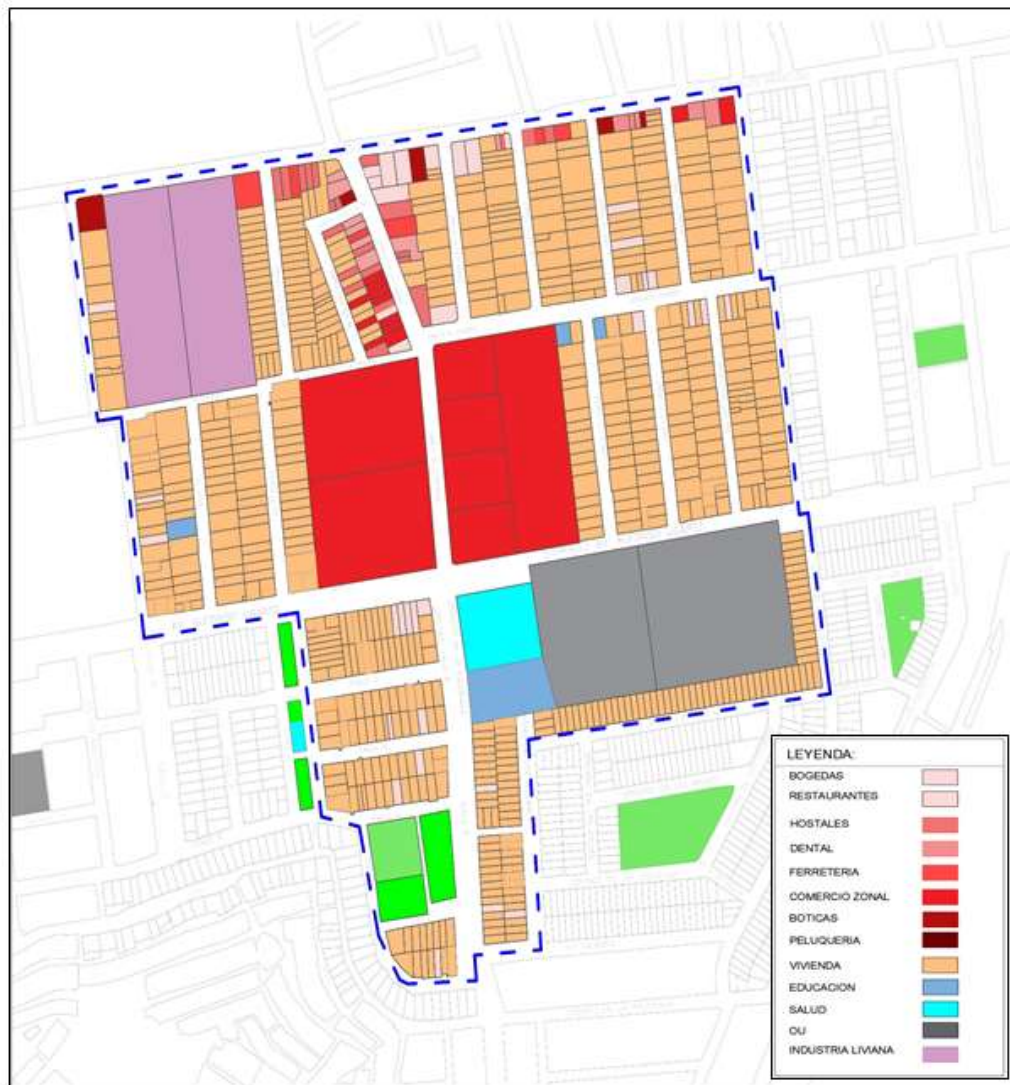 LEYENDA:
BOGEDAS
RESTAURANTES
HOSTALES
DENTAL
FERRETERIA
COMERCIO ZONAL
BOTICAS
PELUQUERIA
VIVIENDA
EDUCACION
SALUD
OU
INDUSTRIA LIVIANA